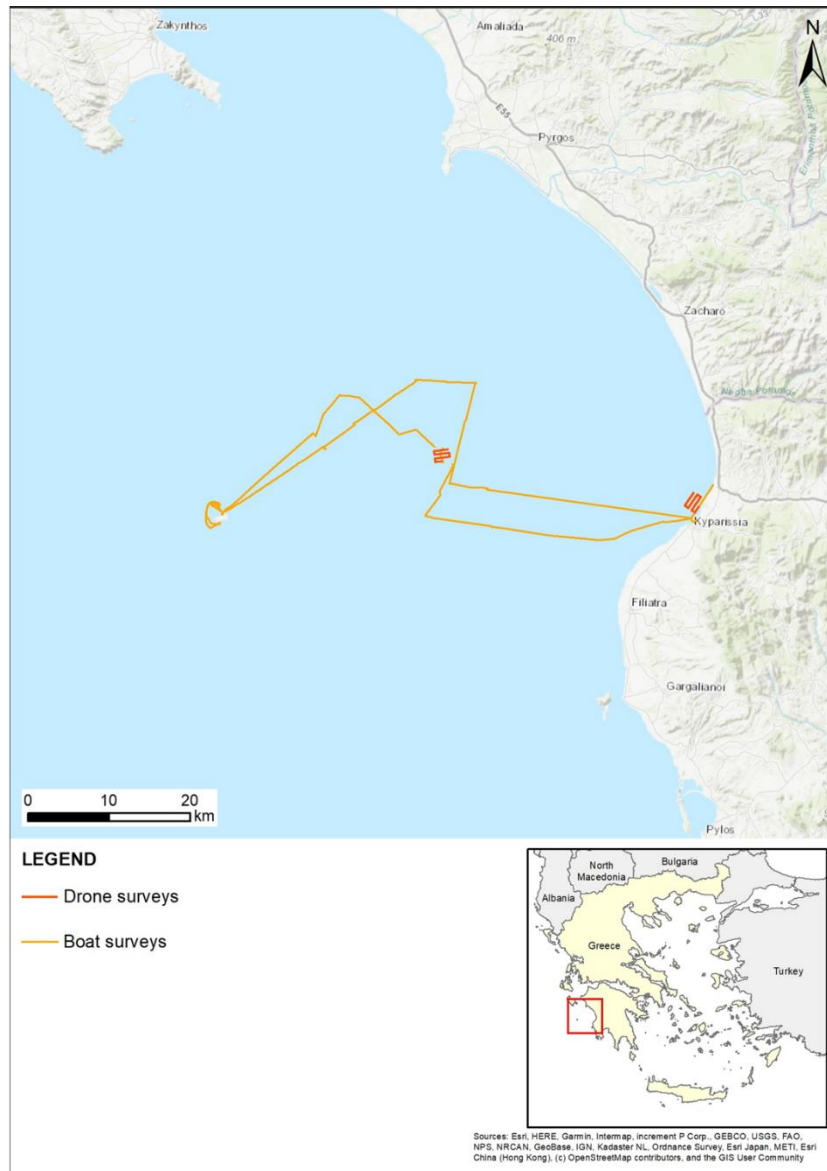 Zakynthos
Amaliada
406 m
N
E55
Pyrgos
Zacharo
Kyparissia
Filiatra
Gargalianoi
Pylos
0 10 20
km
LEGEND
Drone surveys
Boat surveys
North
Macedonia
Bulgaria
Albania
Greece
Turkey
Sources: Esri, HERE, Garmin, Intermap, increment P Corp., GEBCO, USGS, FAO,
NPS, NRCAN, GeoBase, IGN, Kadaster NL, Ordnance Survey, Esri Japan, METI, Esri
China (Hong Kong), (c) OpenStreetMap contributors, and the GIS User Community